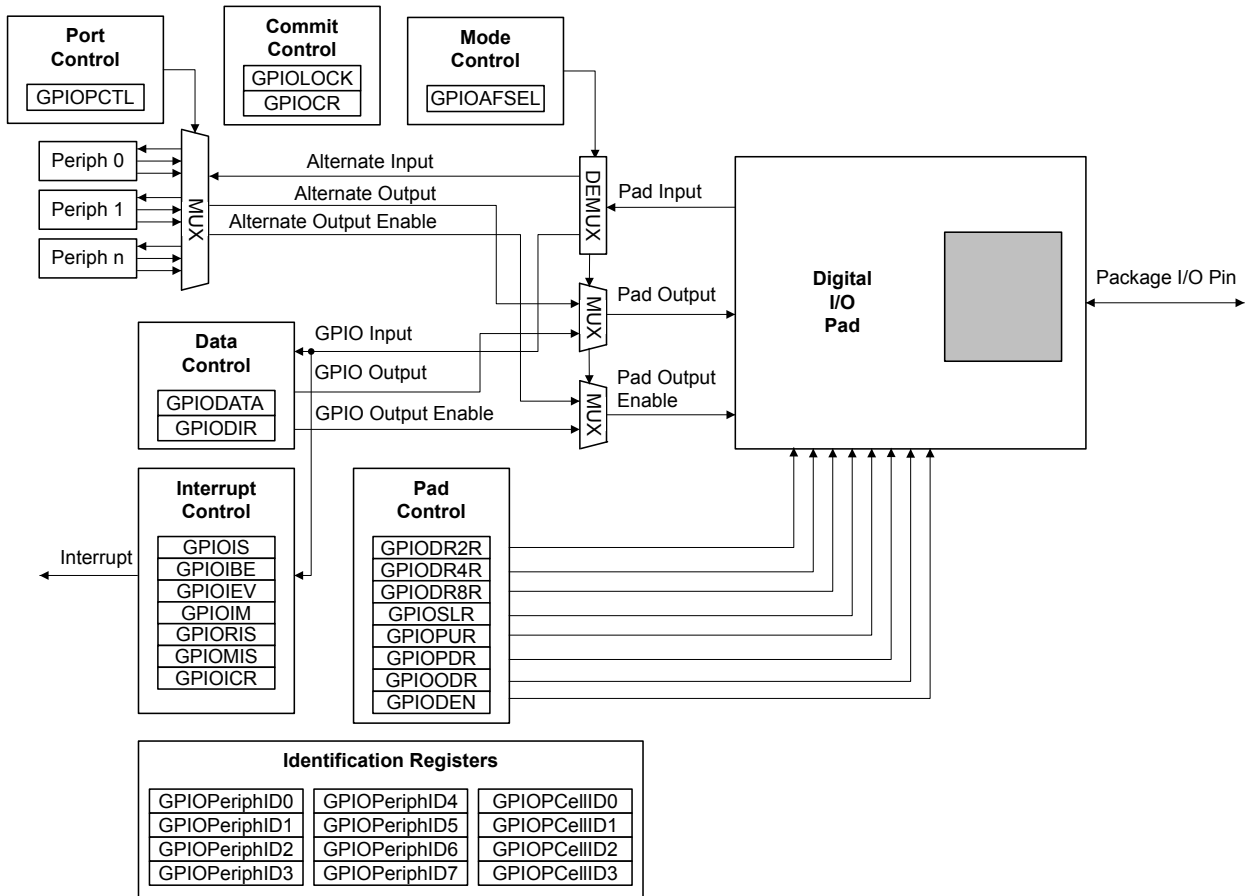 Port
Control
GPIOPCTL
Commit
Control
GPIOLOCK
GPIOCR
Mode
Control
GPIOAFSEL
Periph 0
Periph 1
Periph n
MUX
Alternate Input
Alternate Output
Alternate Output Enable
DEMUX
Pad Input
MUX
Pad Output
MUX
Pad Output
Enable
Digital
I/O
Pad
Package I/O Pin
Data
Control
GPIODATA
GPIODIR
GPIO Input
GPIO Output
GPIO Output Enable
Interrupt
Interrupt
Control
GPIOIS
GPIOIBE
GPIOIEV
GPIOIM
GPIORIS
GPIOMIS
GPIOICR
Pad
Control
GPIODR2R
GPIODR4R
GPIODR8R
GPIOSLR
GPIOPUR
GPIOPDR
GPIOODR
GPIODEN
Identification Registers
GPIOPeriphID0
GPIOPeriphID1
GPIOPeriphID2
GPIOPeriphID3
GPIOPeriphID4
GPIOPeriphID5
GPIOPeriphID6
GPIOPeriphID7
GPIOPCellID0
GPIOPCellID1
GPIOPCellID2
GPIOPCellID3